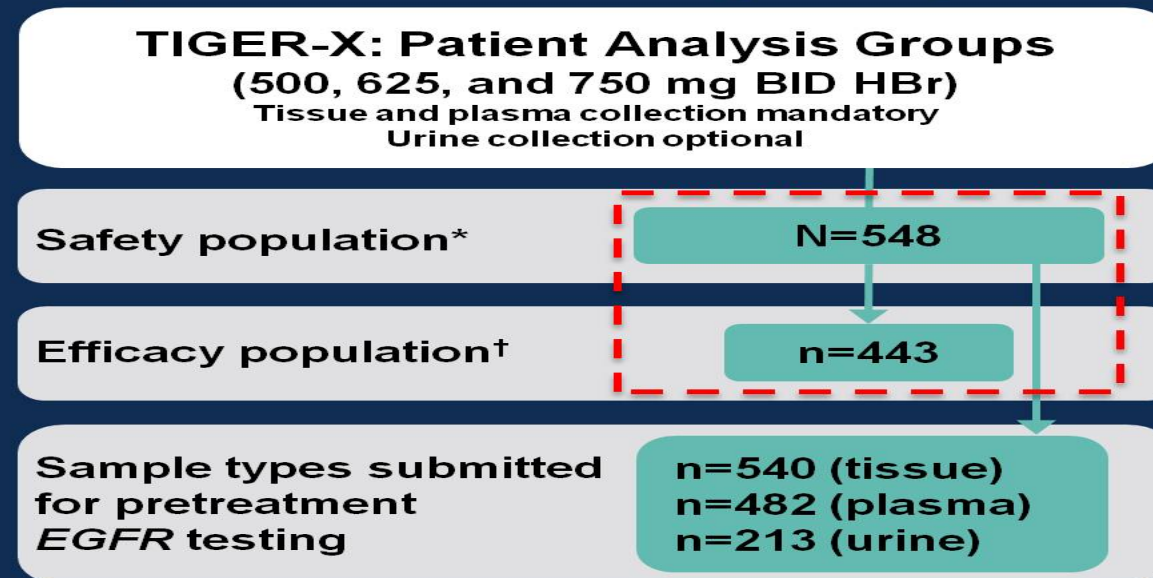 TIGER-X: Patient Analysis Groups
(500, 625, and 750 mg BID HBr)
Tissue and plasma collection mandatory
Urine collection optional
Safety population*
N=548
Efficacy population†
n=443
Sample types submitted
for pretreatment
EGFR testing
n=540 (tissue)
n=482 (plasma)
n=213 (urine)